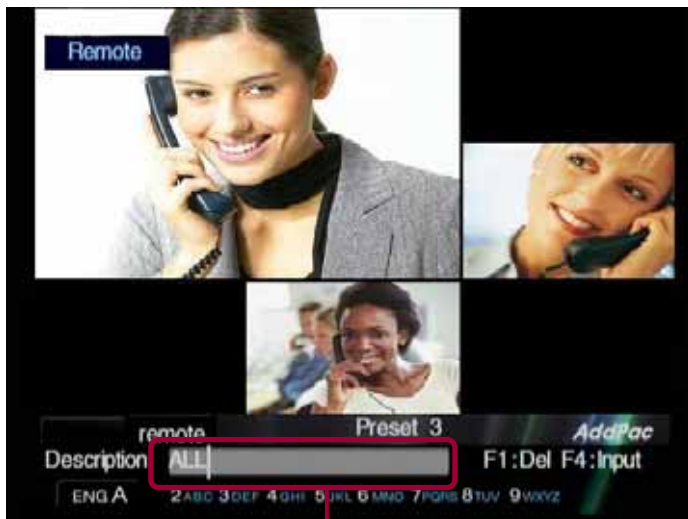 Remote
remote Preset 3 AddPac
Description ALL F1:Del F4:Input
ENG A 2ABC 3DEF 4GHI 5JKL 6MNO 7PQRS 8TUV 9WXYZ